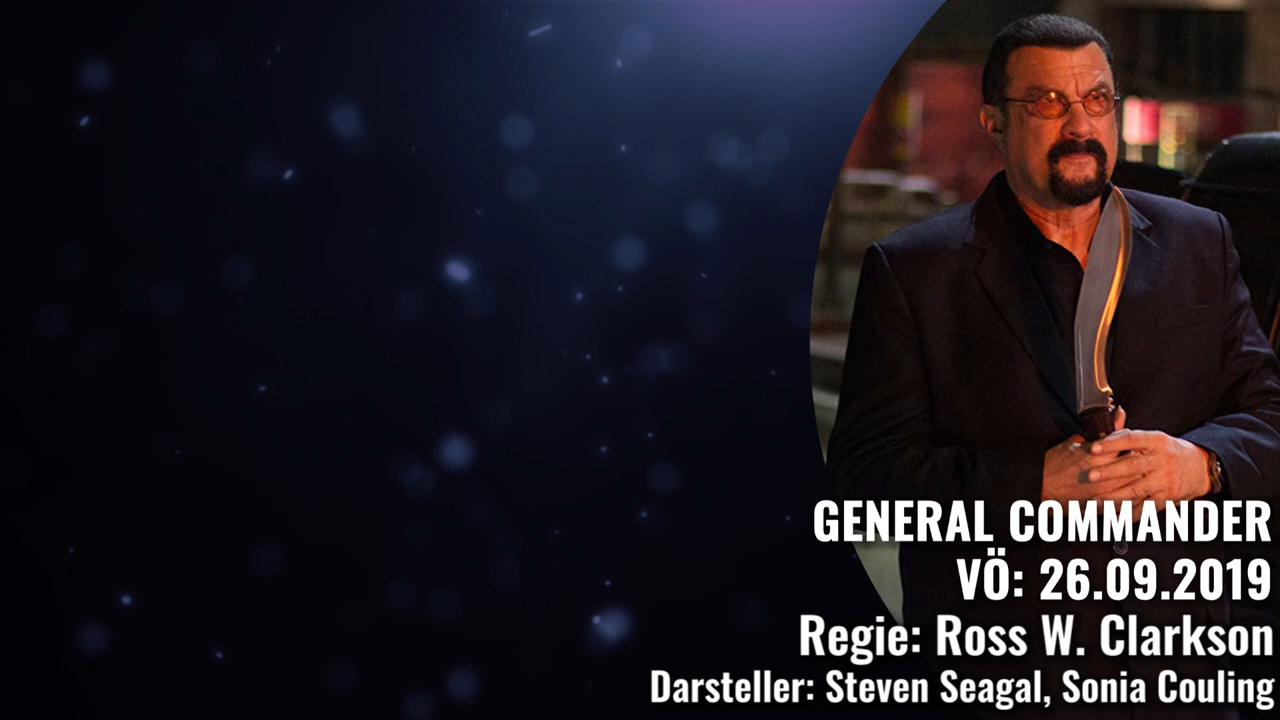 GENERAL COMMANDER
VÖ: 26.09.2019
Regie: Ross W. Clarkson
Darsteller: Steven Seagal, Sonia Couling